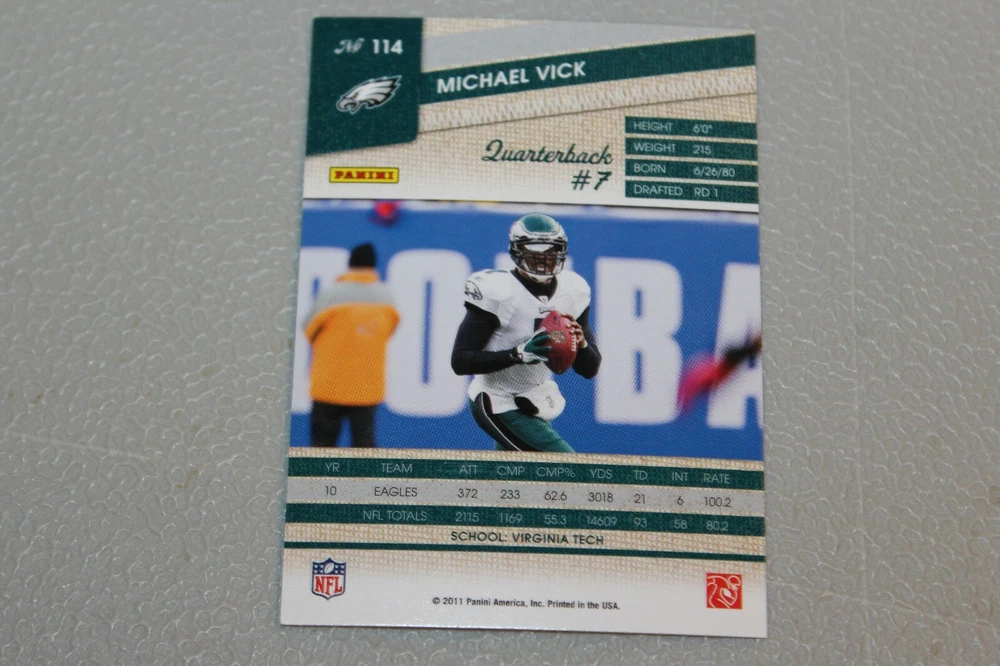 No 114
MICHAEL VICK
HEIGHT 6'0"
WEIGHT 215
BORN 6/26/80
DRAFTED RD 1
Quarterback
#7
PANINI
OOTBA
YR TEAM ATT CMP CMP% YDS TD INT RATE
10 EAGLES 372 233 62.6 3018 21 6 100.2
NFL TOTALS 2115 1169 55.3 14609 93 58 80.2
SCHOOL: VIRGINIA TECH
NFL
© 2011 Panini America, Inc. Printed in the USA.